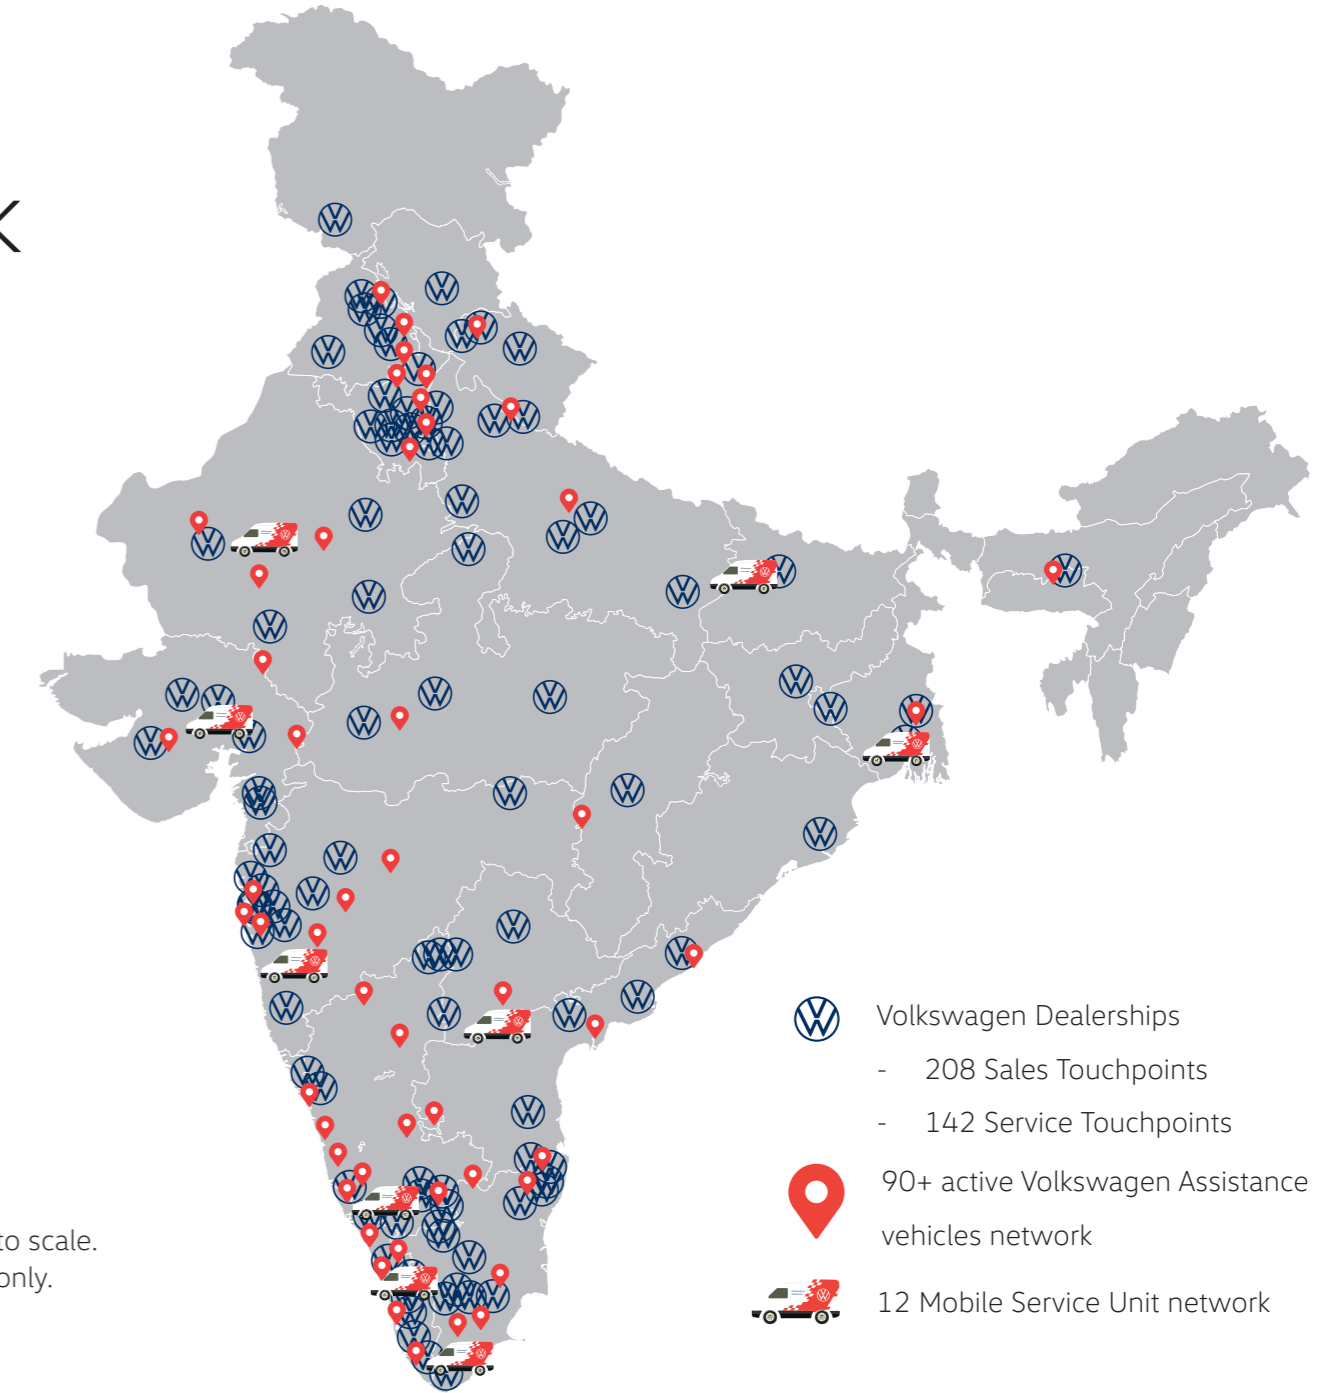 K
Volkswagen Dealerships
- 208 Sales Touchpoints
- 142 Service Touchpoints
90+ active Volkswagen Assistance
vehicles network
12 Mobile Service Unit network
to scale.
only.